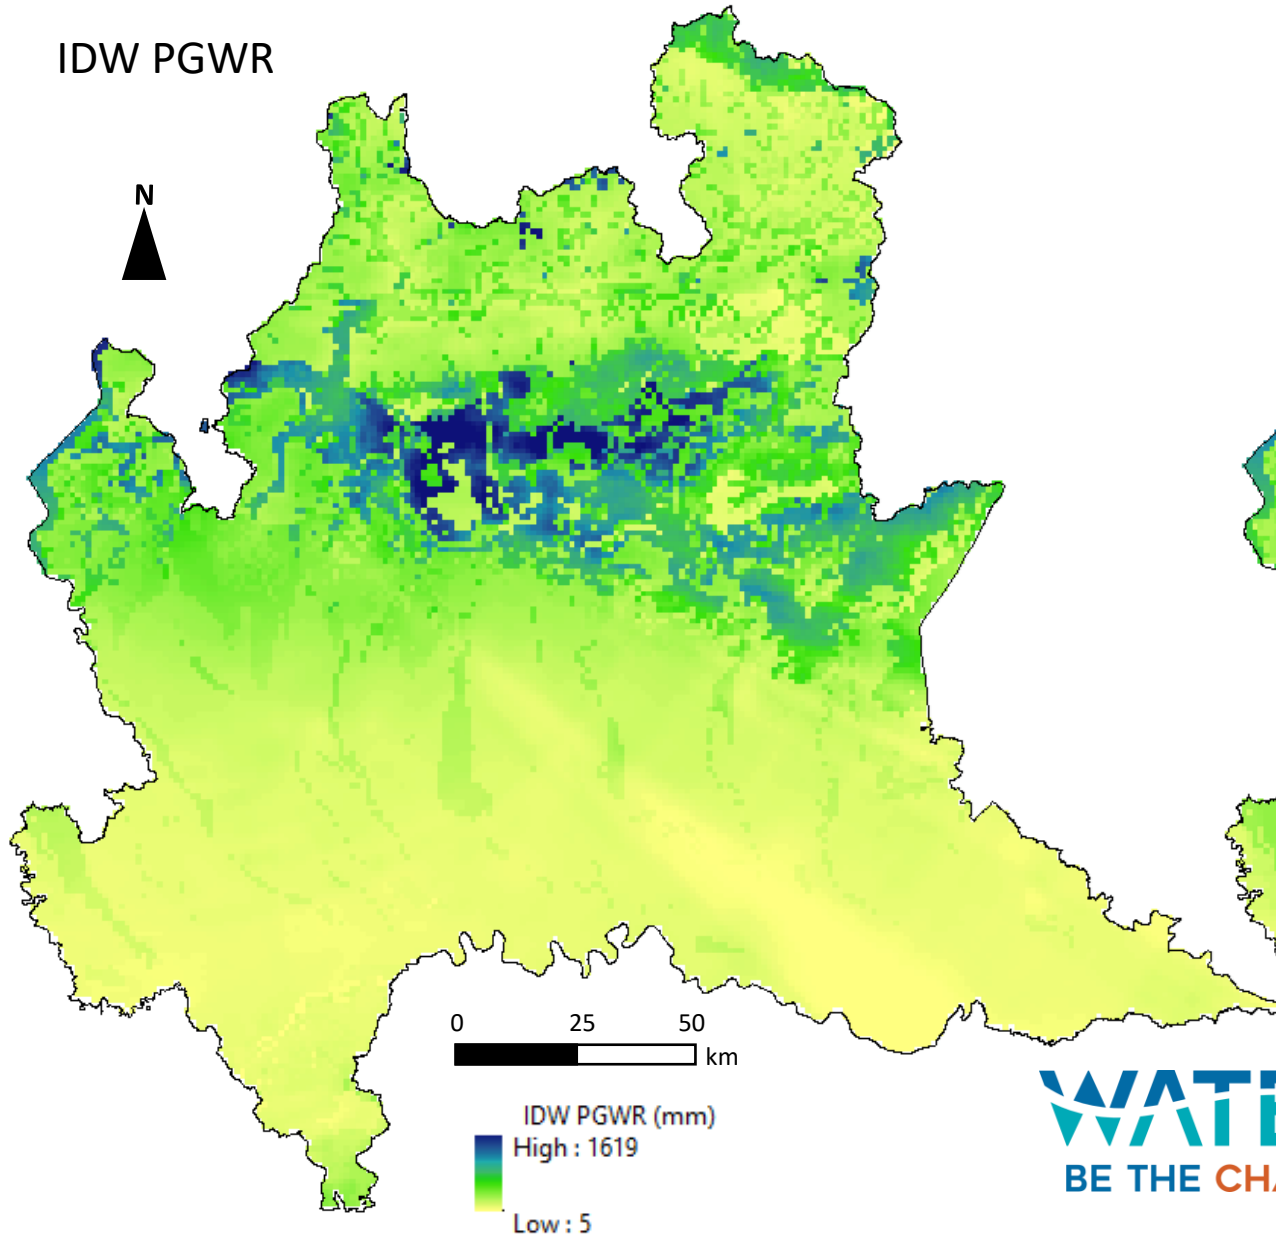 IDW PGWR
N
0 25 50
km
IDW PGWR (mm)
High : 1619
Low : 5
BE THE